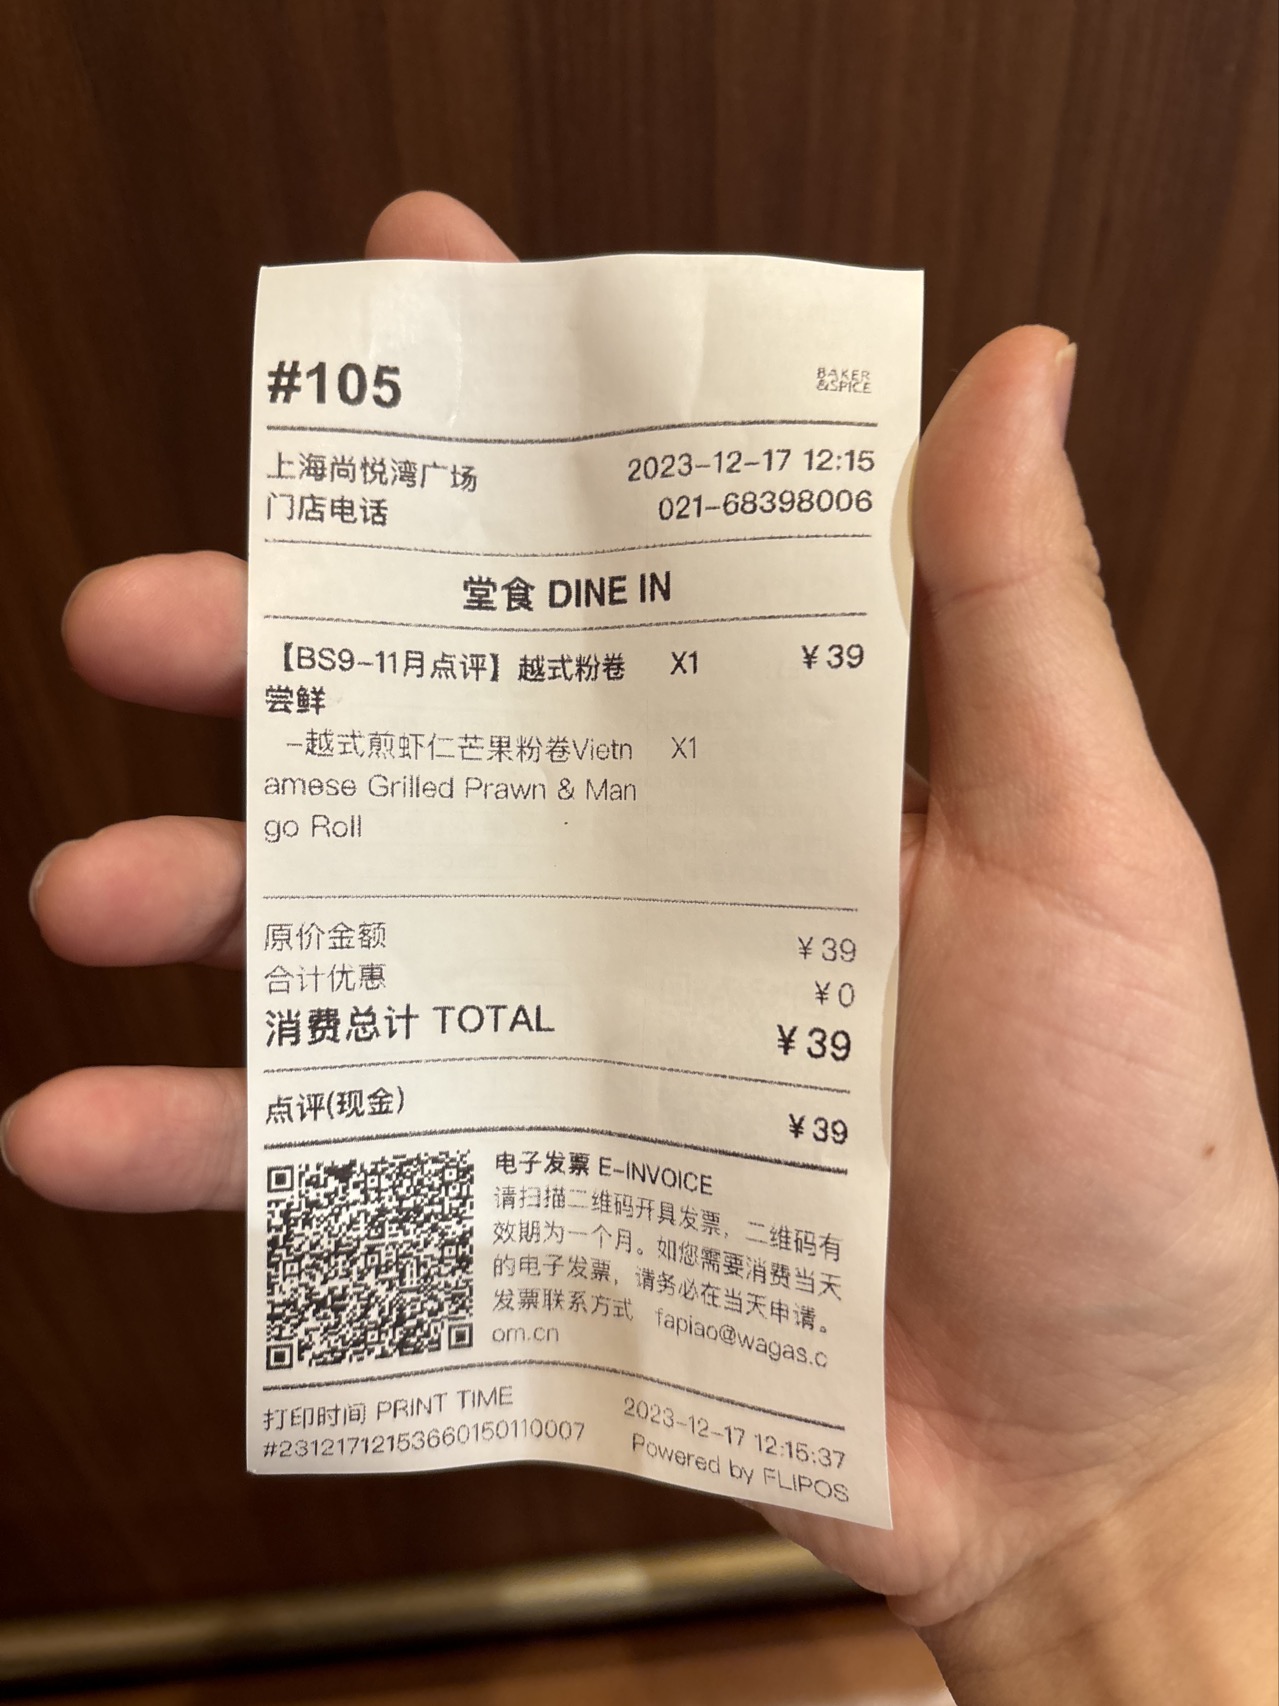 #105
BAKER
&SPICE
上海尚悦湾广场 2023-12-17 12:15
门店电话 021-68398006
堂食 DINE IN
【BS9-11月点评】越式粉卷 X1 ¥39
尝鲜
-越式煎虾仁芒果粉卷Vietn X1
amese Grilled Prawn & Man
go Roll
原价金额 ¥39
合计优惠 ¥0
消费总计 TOTAL ¥39
点评(现金) ¥39
电子发票 E-INVOICE
请扫描二维码开具发票，二维码有
效期为一个月。如您需要消费当天
的电子发票，请务必在当天申请。
发票联系方式 fapiao@wagas.c
om.cn
打印时间 PRINT TIME 2023-12-17 12:15:37
#231217121536601501​10007 Powered by FLIPOS